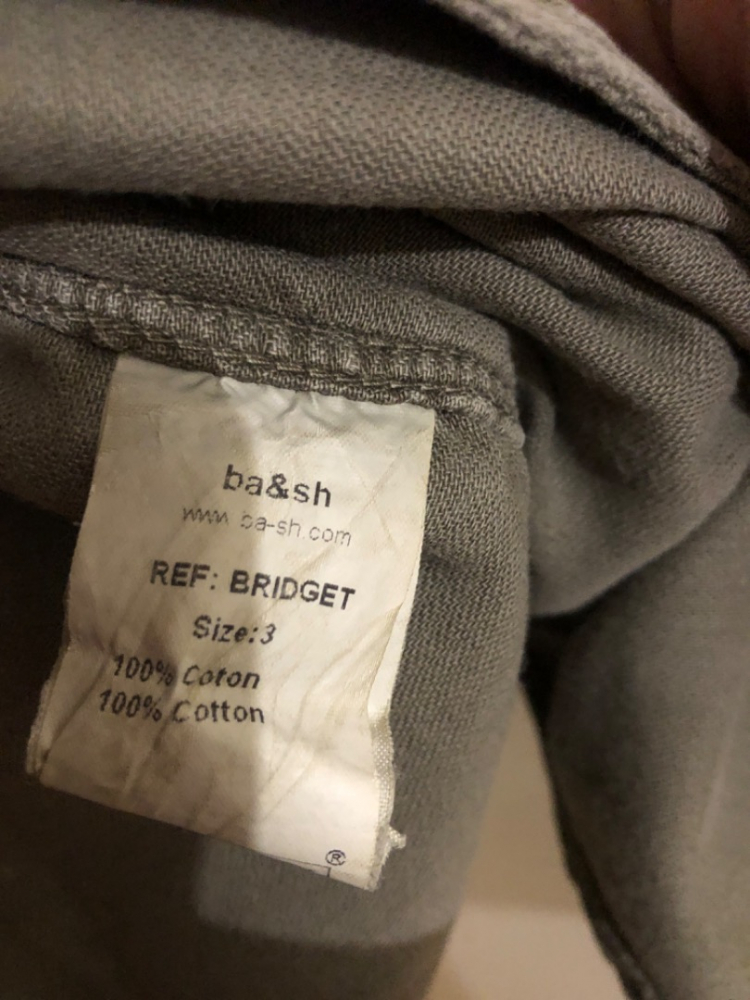 ba&sh
www.ba-sh.com
REF: BRIDGET
Size:3
100% Coton
100% Cotton
®